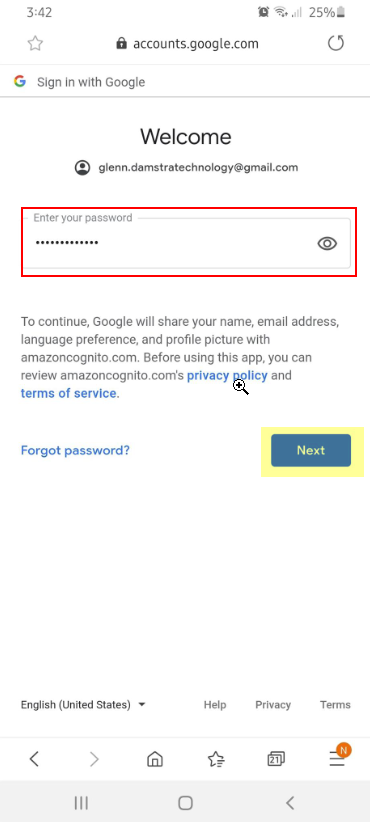 3:42
25%
accounts.google.com
Sign in with Google
Welcome
glenn.damstratechnology@gmail.com
Enter your password
•••••••••••••
To continue, Google will share your name, email address,
language preference, and profile picture with
amazoncognito.com. Before using this app, you can
review amazoncognito.com's privacy policy and
terms of service.
Forgot password?
Next
English (United States)
Help
Privacy
Terms
21
N